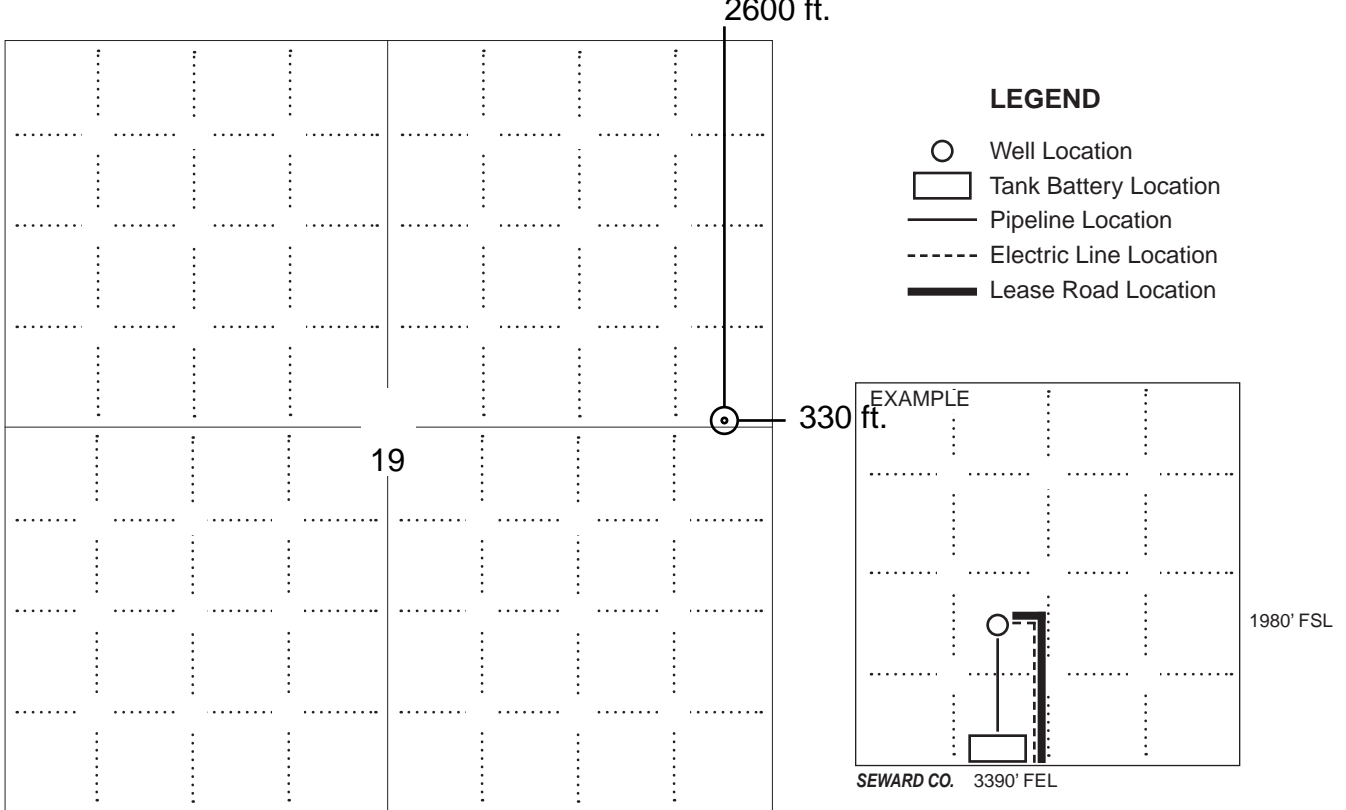 2600 ft.
LEGEND
Well Location
Tank Battery Location
Pipeline Location
Electric Line Location
Lease Road Location
EXAMPLE
330 ft.
19
1980' FSL
SEWARD CO. 3390' FEL